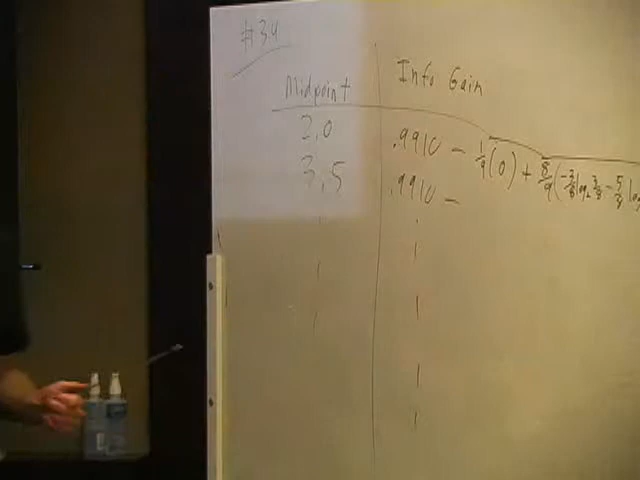 #34
Midpoint Info Gain
2.0 .9910 - 1/9 (0) + 8/9 (-3/8 log₂ 3/8 - 5/8 log
3.5 .9910 -